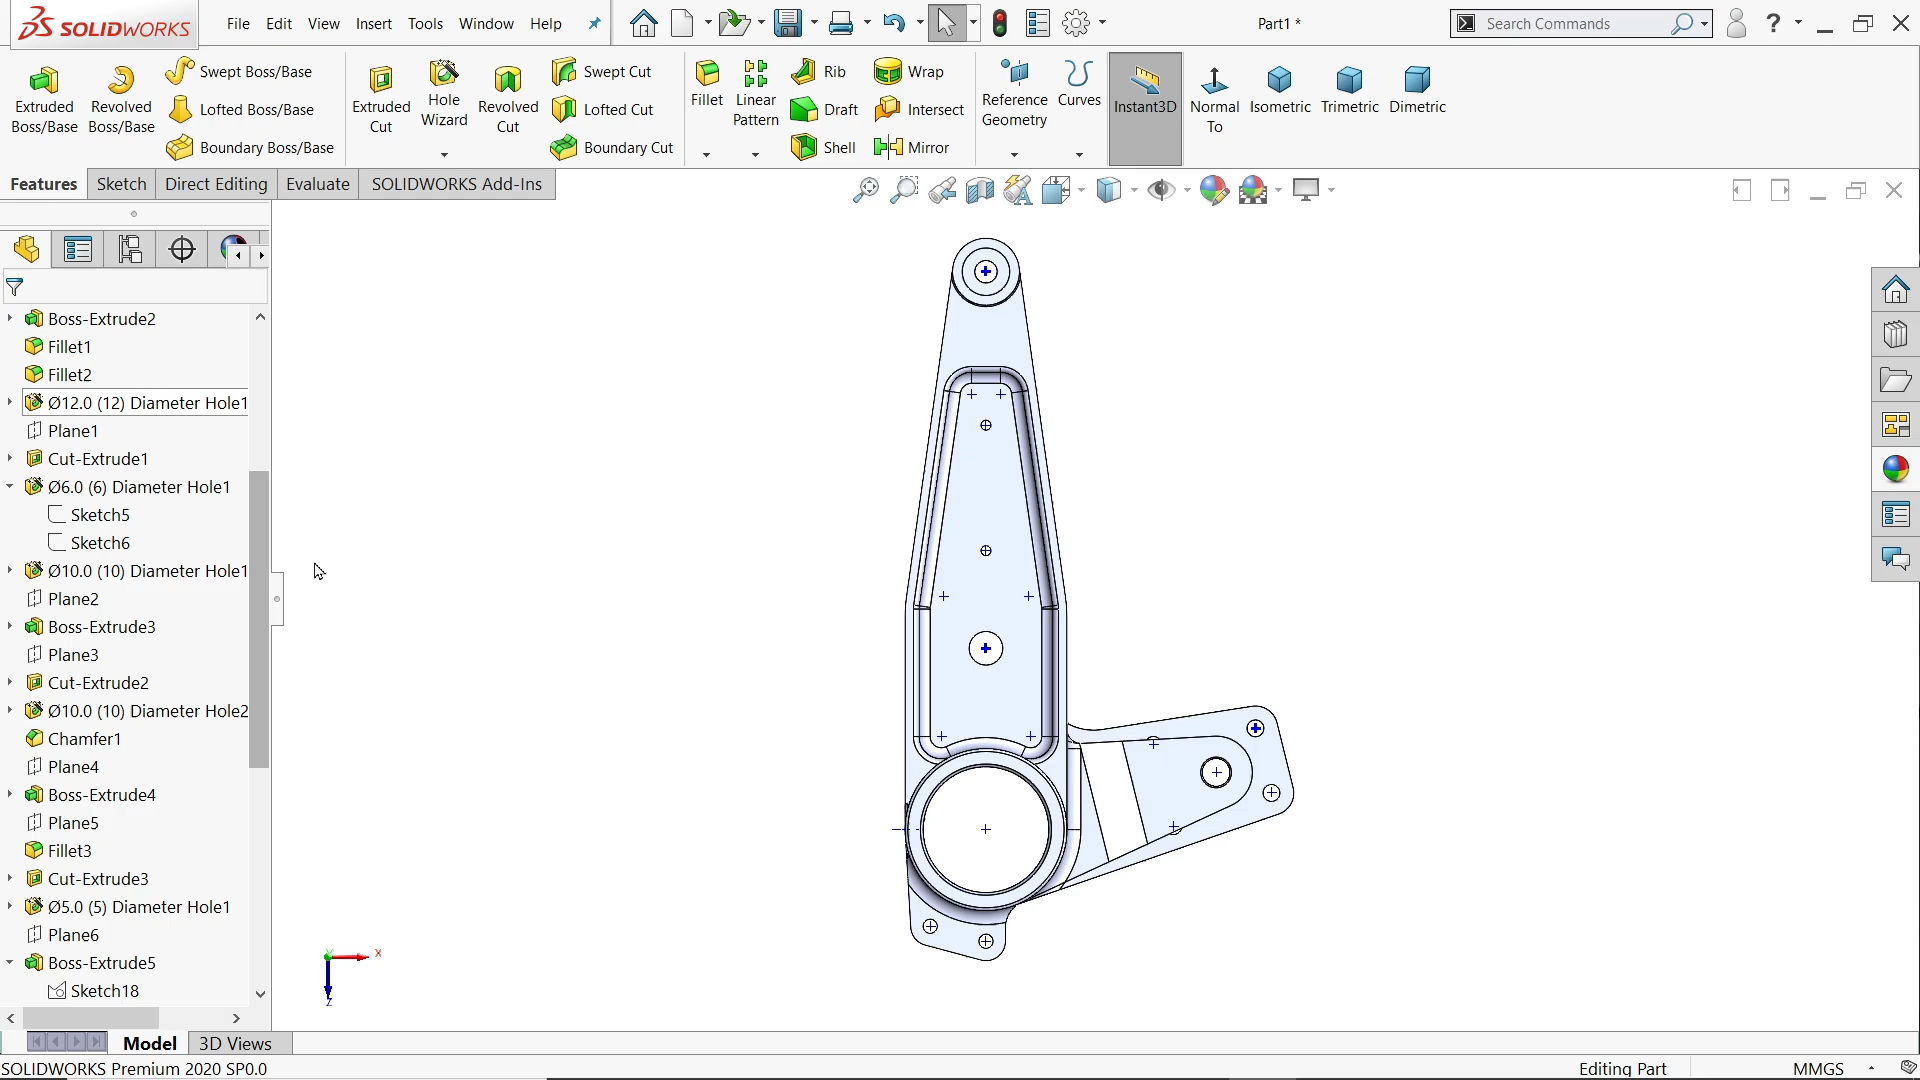 SOLIDWORKS
File Edit View Insert Tools Window Help
Part1 *
Search Commands
?
Extruded Boss/Base
Revolved Boss/Base
Swept Boss/Base
Lofted Boss/Base
Boundary Boss/Base
Extruded Cut
Hole Wizard
Revolved Cut
Swept Cut
Lofted Cut
Boundary Cut
Fillet
Linear Pattern
Rib
Draft
Shell
Wrap
Intersect
Mirror
Reference Geometry
Curves
Instant3D
Normal To
Isometric
Trimetric
Dimetric
Features Sketch Direct Editing Evaluate SOLIDWORKS Add-Ins
Boss-Extrude2
Fillet1
Fillet2
Ø12.0 (12) Diameter Hole1
Plane1
Cut-Extrude1
Ø6.0 (6) Diameter Hole1
Sketch5
Sketch6
Ø10.0 (10) Diameter Hole1
Plane2
Boss-Extrude3
Plane3
Cut-Extrude2
Ø10.0 (10) Diameter Hole2
Chamfer1
Plane4
Boss-Extrude4
Plane5
Fillet3
Cut-Extrude3
Ø5.0 (5) Diameter Hole1
Plane6
Boss-Extrude5
Sketch18
Y
X
Z
Model 3D Views
SOLIDWORKS Premium 2020 SP0.0
Editing Part
MMGS